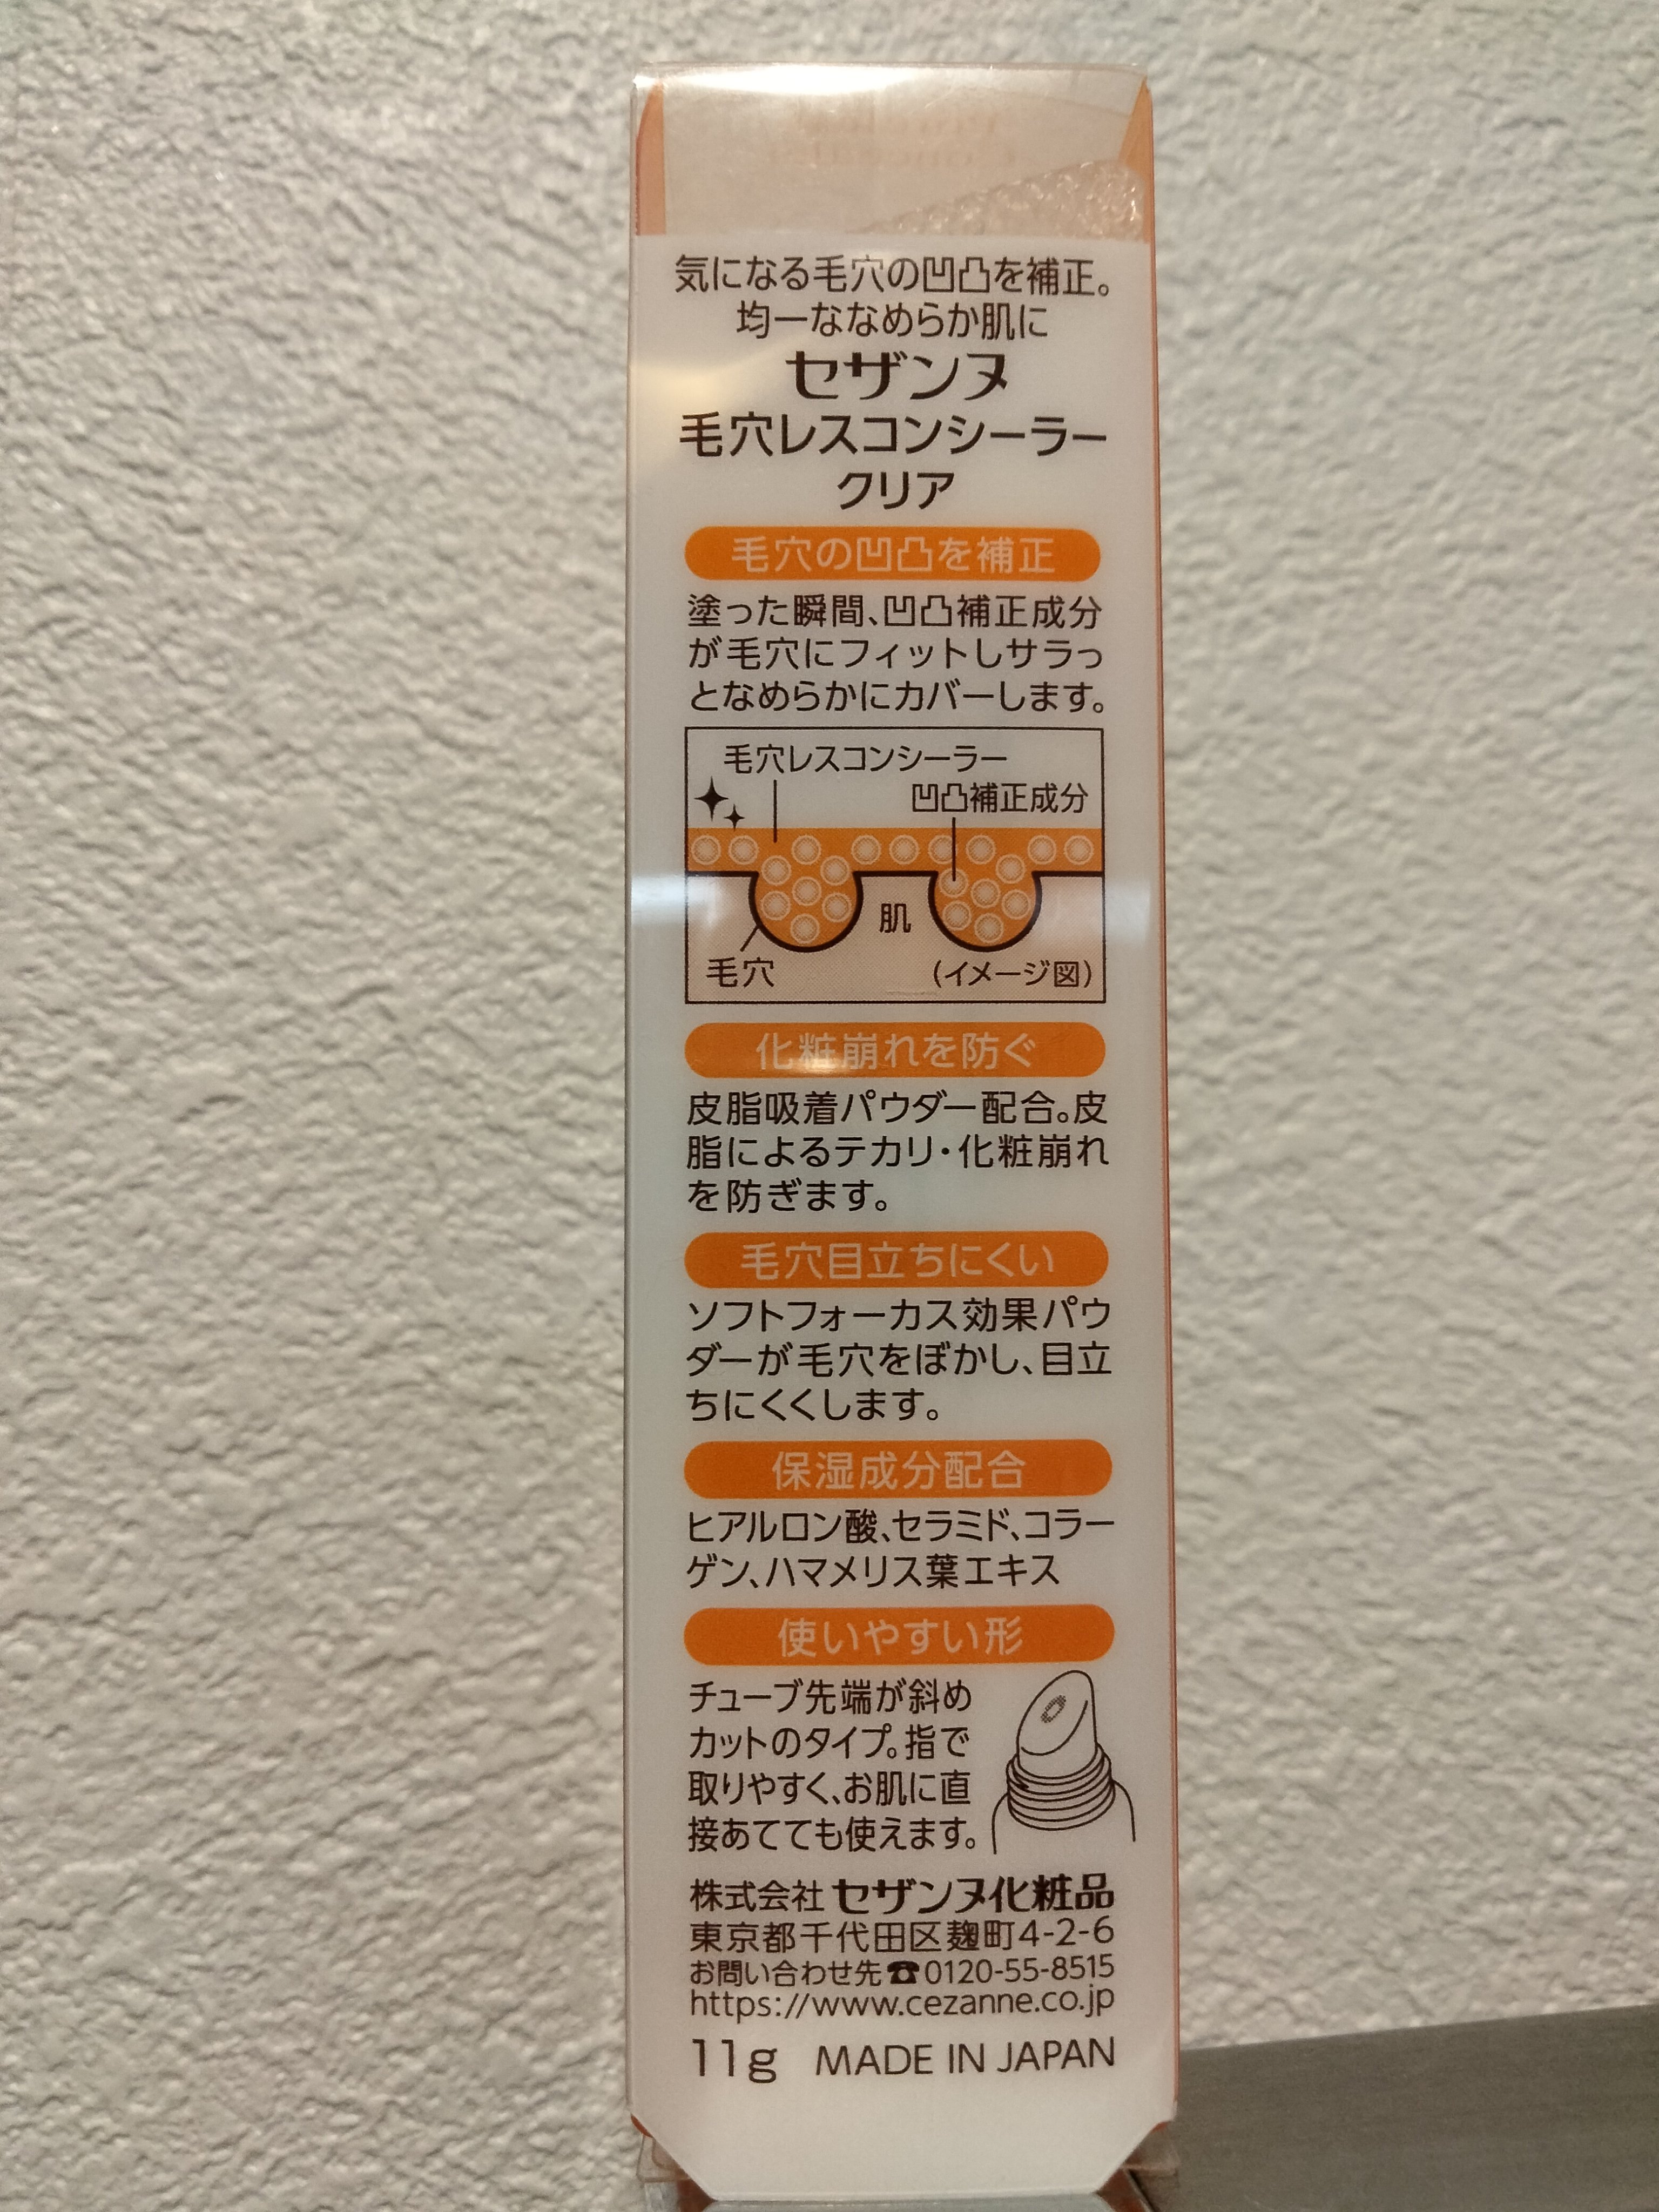 気になる毛穴の凹凸を補正。
均一ななめらか肌に
セザンヌ
毛穴レスコンシーラー
クリア
毛穴の凹凸を補正
塗った瞬間、凹凸補正成分
が毛穴にフィットしサラっ
となめらかにカバーします。
毛穴レスコンシーラー
凹凸補正成分
肌
毛穴
(イメージ図)
化粧崩れを防ぐ
皮脂吸着パウダー配合。皮
脂によるテカリ・化粧崩れ
を防ぎます。
毛穴目立ちにくい
ソフトフォーカス効果パウ
ダーが毛穴をぼかし、目立
ちにくくします。
保湿成分配合
ヒアルロン酸、セラミド、コラー
ゲン、ハマメリス葉エキス
使いやすい形
チューブ先端が斜め
カットのタイプ。指で
取りやすく、お肌に直
接あてても使えます。
株式会社 セザンヌ化粧品
東京都千代田区麹町4-2-6
お問い合わせ先☎0120-55-8515
https://www.cezanne.co.jp
11g MADE IN JAPAN